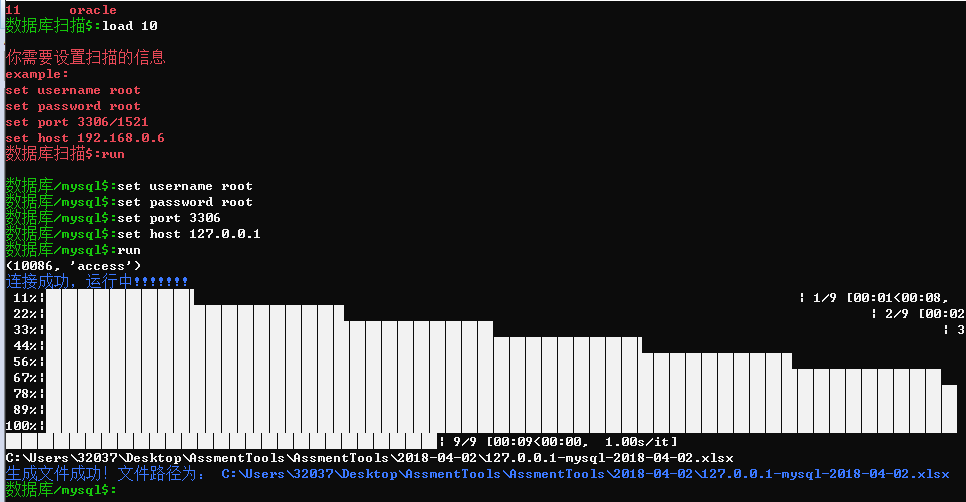 11      oracle
数据库扫描$:load 10
你需要设置扫描的信息
example:
set username root
set password root
set port 3306/1521
set host 192.168.0.6
数据库扫描$:run
数据库/mysql$:set username root
数据库/mysql$:set password root
数据库/mysql$:set port 3306
数据库/mysql$:set host 127.0.0.1
数据库/mysql$:run
(10086, 'access')
连接成功，运行中!!!!!!!
11%| | 1/9 [00:01<00:08,
22%| | 2/9 [00:02
33%| | 3
44%|
56%|
67%|
78%|
89%|
100%|
| 9/9 [00:09<00:00,  1.00s/it]
C:\Users\32037\Desktop\AssmentTools\AssmentTools\2018-04-02\127.0.0.1-mysql-2018-04-02.xlsx
生成文件成功! 文件路径为： C:\Users\32037\Desktop\AssmentTools\AssmentTools\2018-04-02\127.0.0.1-mysql-2018-04-02.xlsx
数据库/mysql$: